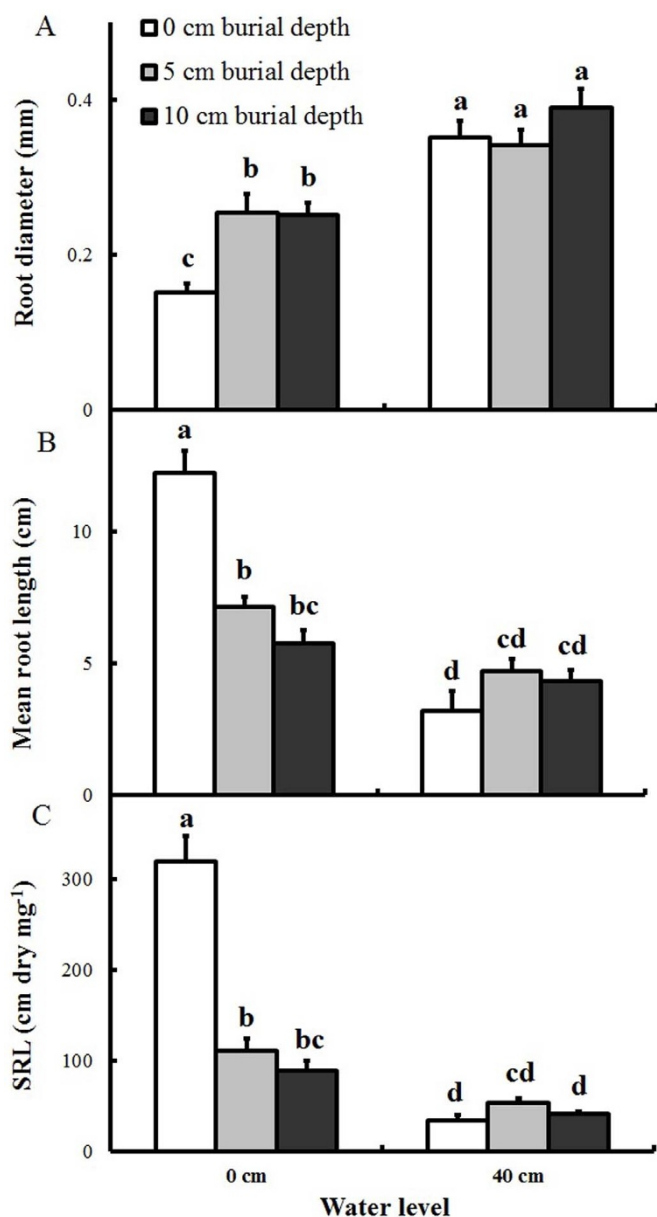 A
0 cm burial depth
5 cm burial depth
10 cm burial depth
Root diameter (mm)
0.4
0.2
0
c
b
b
a
a
a
B
Mean root length (cm)
10
5
0
a
b
bc
d
cd
cd
C
SRL (cm dry mg-1)
300
200
100
0
a
b
bc
d
cd
d
0 cm
40 cm
Water level